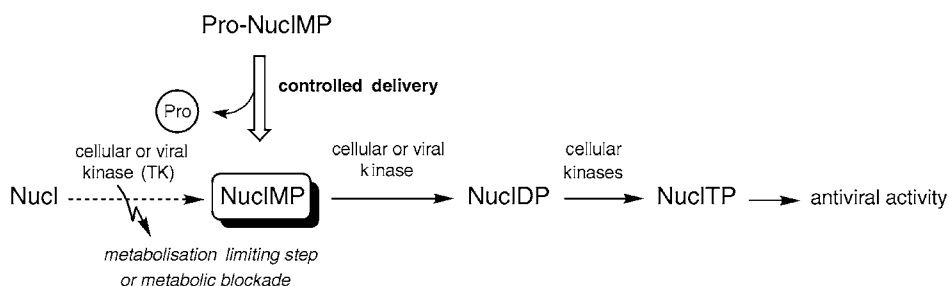 Pro-NuclMP
controlled delivery
Pro
cellular or viral
kinase (TK)
cellular or viral
kinase
cellular
kinases
Nucl
NuclMP
NuclDP
NuclTP
antiviral activity
metabolisation limiting step
or metabolic blockade